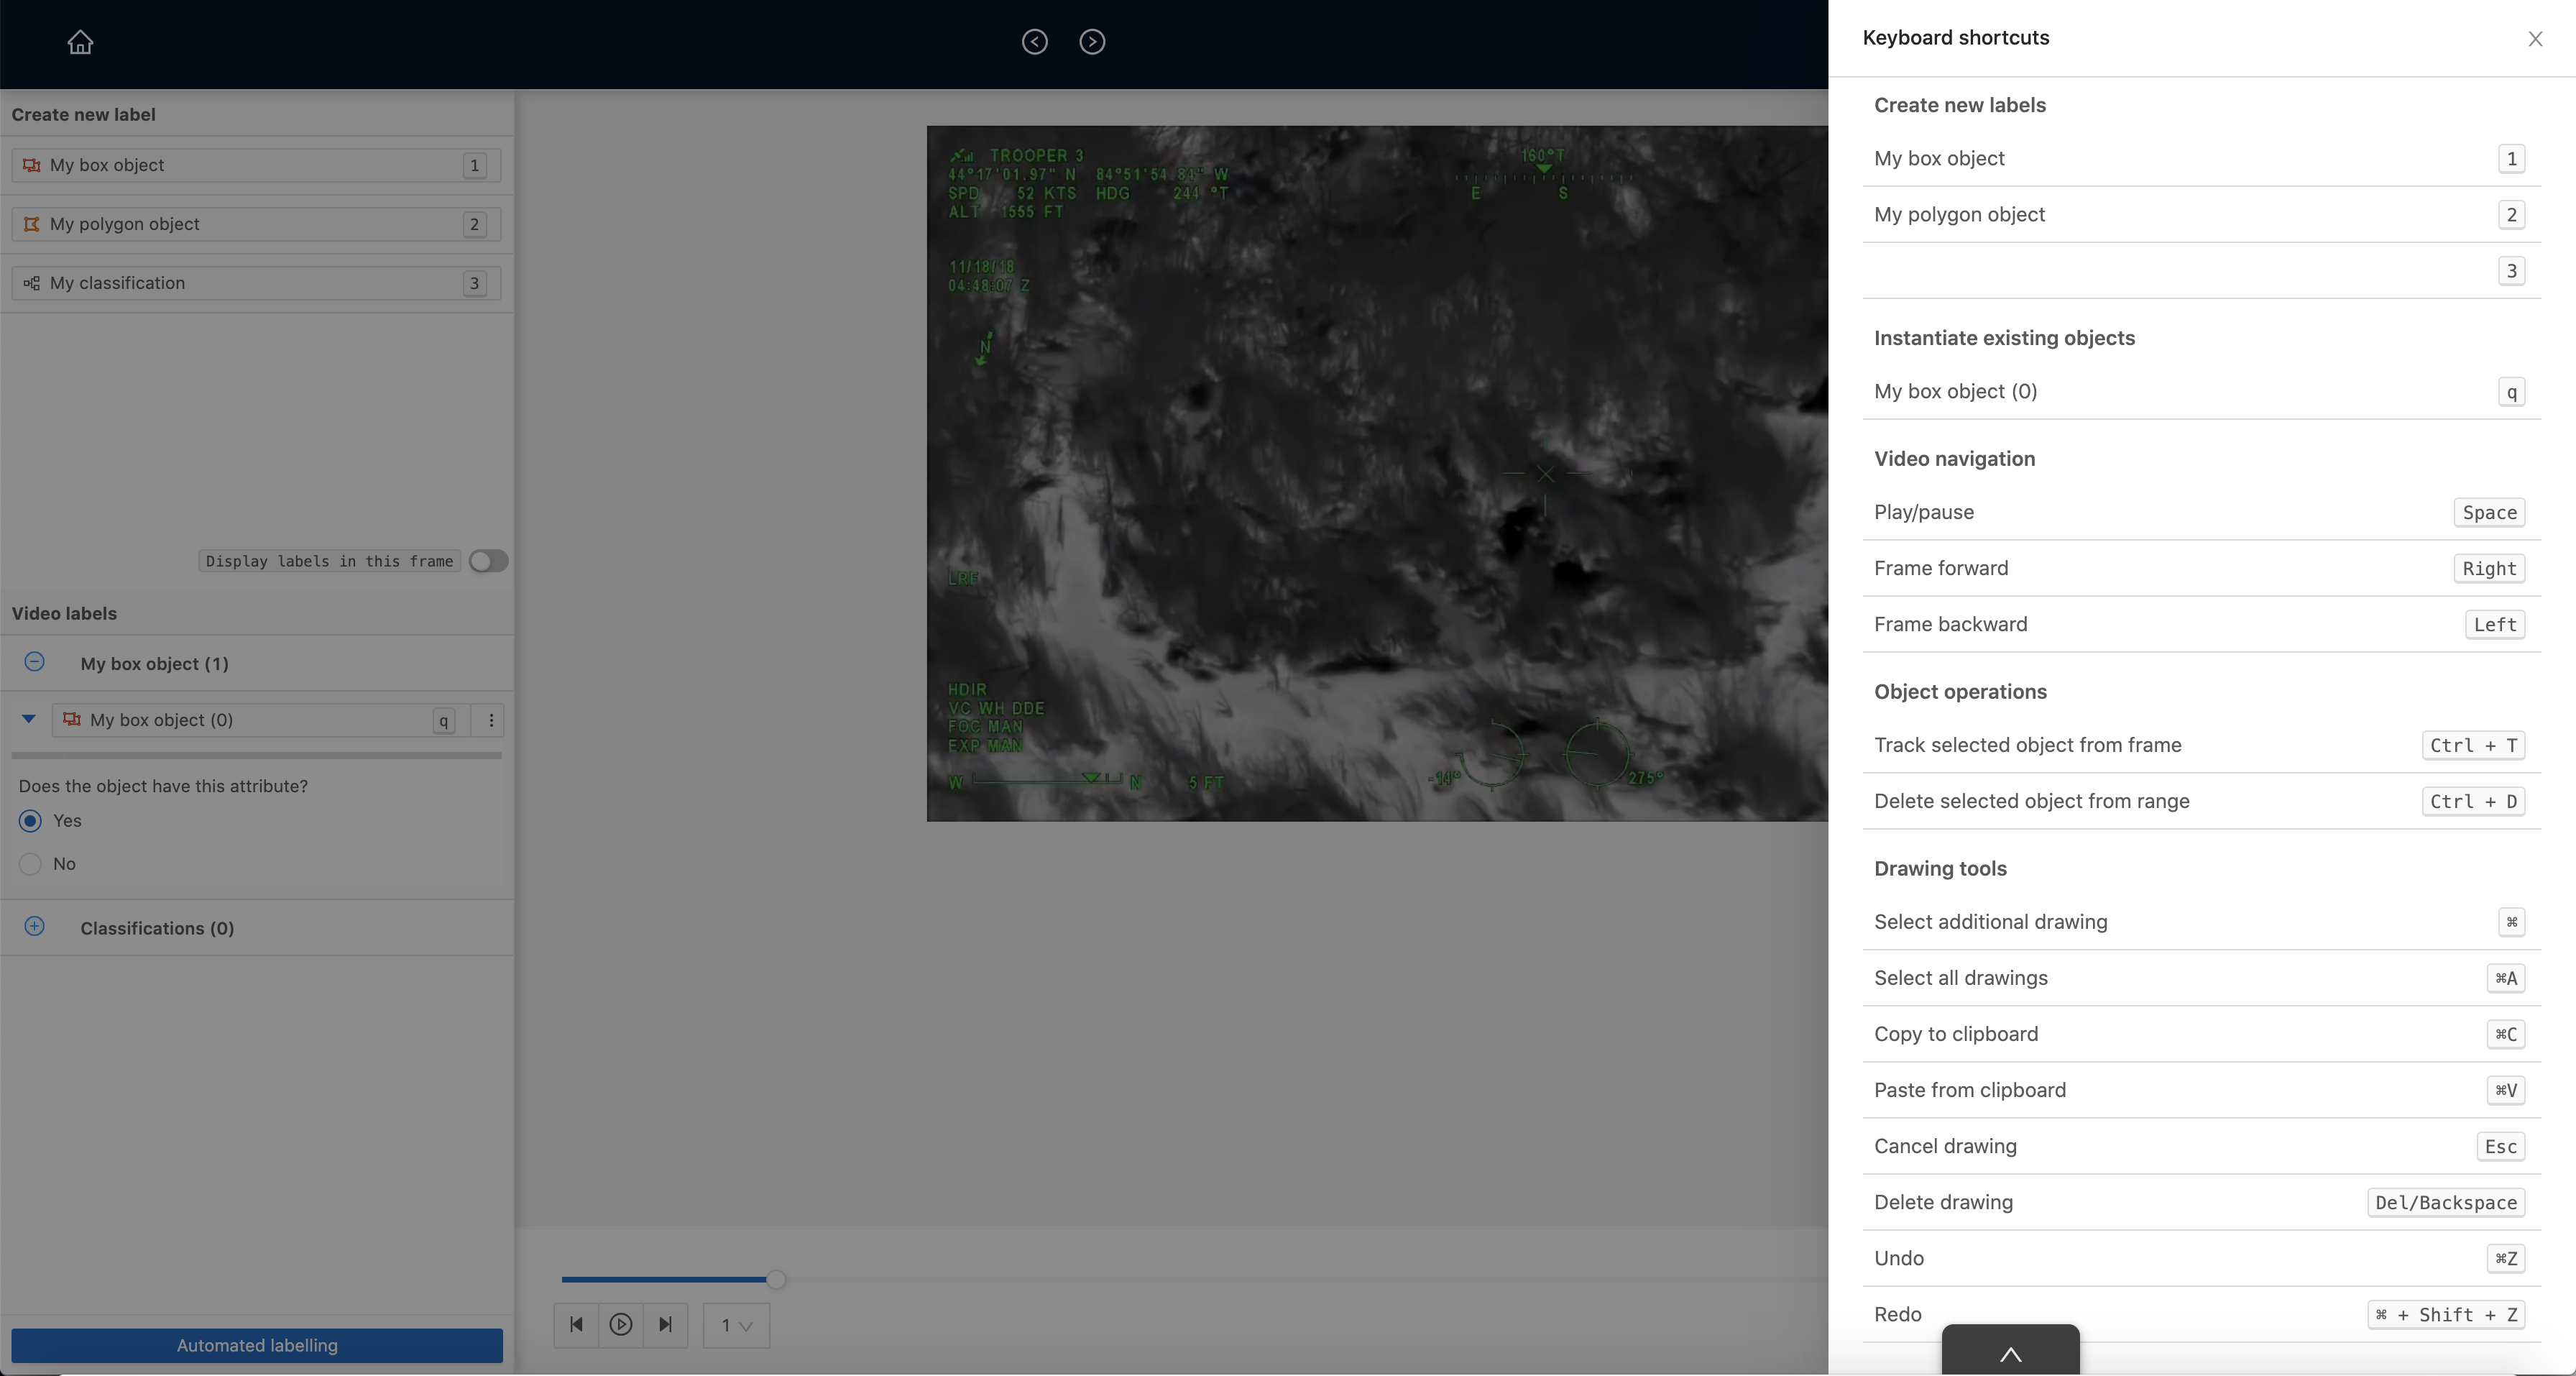 Create new label
My box object 1
My polygon object 2
My classification 3
Display labels in this frame
Video labels
My box object (1)
My box object (0) q
Does the object have this attribute?
Yes
No
Classifications (0)
Automated labelling
TROOPER 3
44°17'01.97" N 84°51'54.84" W
SPD 52 KTS HDG 244 °T
ALT 1555 FT
160°T
E S
11/18/18
04:48:07 Z
N
LRF
HDIR
VC WH DDE
FOC MAN
EXP MAN
W N 5 FT
-14° 275°
1
Keyboard shortcuts
Create new labels
My box object 1
My polygon object 2
3
Instantiate existing objects
My box object (0) q
Video navigation
Play/pause Space
Frame forward Right
Frame backward Left
Object operations
Track selected object from frame Ctrl + T
Delete selected object from range Ctrl + D
Drawing tools
Select additional drawing ⌘
Select all drawings ⌘A
Copy to clipboard ⌘C
Paste from clipboard ⌘V
Cancel drawing Esc
Delete drawing Del/Backspace
Undo ⌘Z
Redo ⌘ + Shift + Z